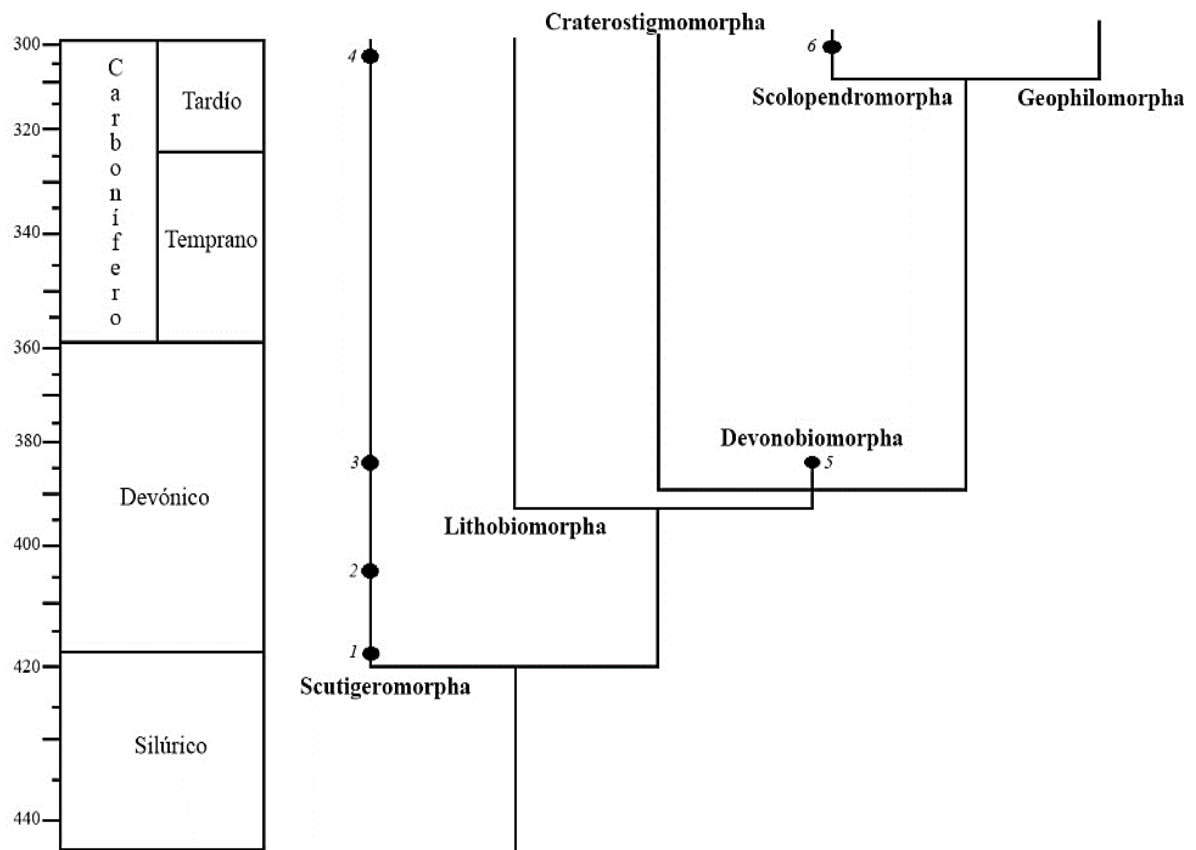 Craterostigmomorpha
300
4
6
Carbonífero
Tardío
Scolopendromorpha
Geophilomorpha
320
340
Temprano
360
380
Devonobiomorpha
3
5
Devónico
Lithobiomorpha
400
2
1
420
Scutigeromorpha
Silúrico
440